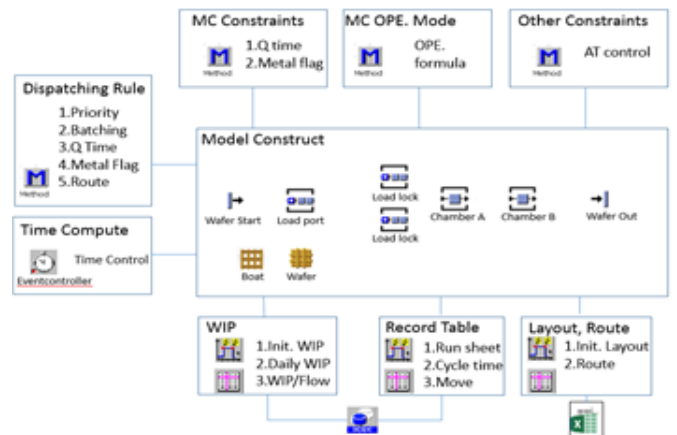 MC Constraints
1.Q time
2.Metal flag
Method
MC OPE. Mode
OPE.
formula
Method
Other Constraints
AT control
Method
Dispatching Rule
1.Priority
2.Batching
3.Q Time
4.Metal Flag
5.Route
Method
Time Compute
Time Control
Eventcontroller
Model Construct
Wafer Start
Load port
Load lock
Load lock
Chamber A
Chamber B
Wafer Out
Boat
Wafer
WIP
1.Init. WIP
2.Daily WIP
3.WIP/Flow
Record Table
1.Run sheet
2.Cycle time
3.Move
Layout, Route
1.Init. Layout
2.Route